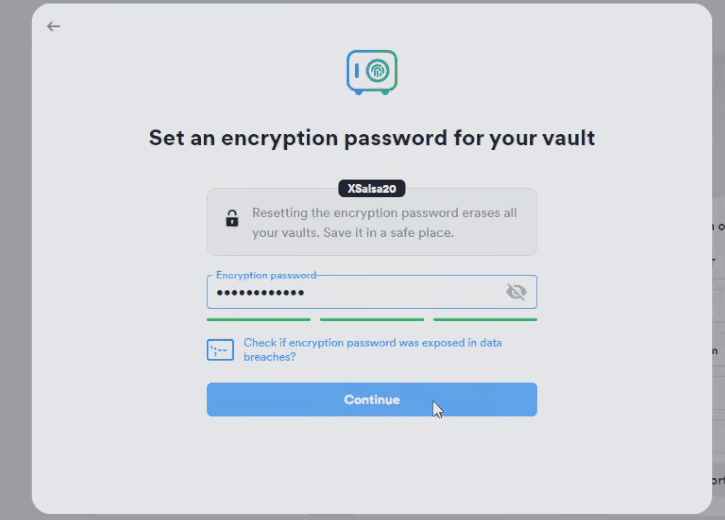 Set an encryption password for your vault
XSalsa20
Resetting the encryption password erases all
your vaults. Save it in a safe place.
Encryption password
••••••••••••
Check if encryption password was exposed in data
breaches?
Continue